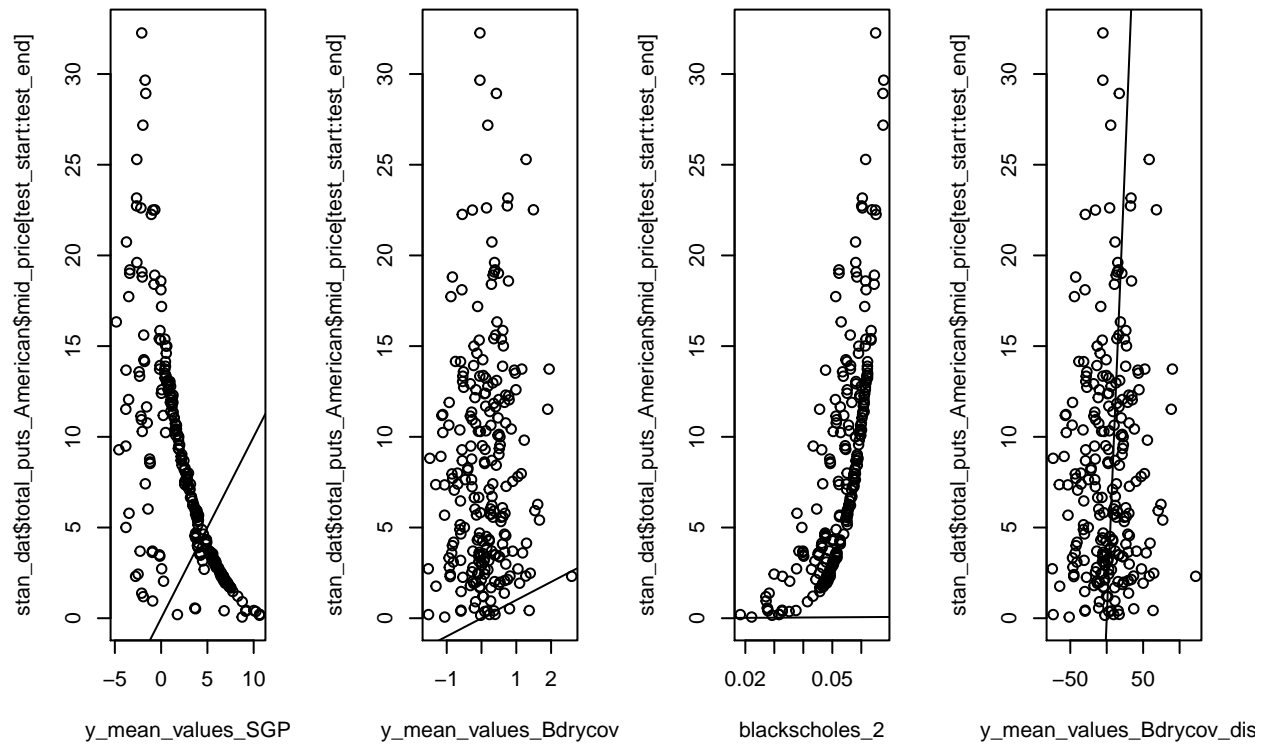 stan_dat$total_puts_American$mid_price[test_start:test_end]
0 5 10 15 20 25 30
−5 0 5 10
y_mean_values_SGP
stan_dat$total_puts_American$mid_price[test_start:test_end]
0 5 10 15 20 25 30
−1 1 2
y_mean_values_Bdrycov
stan_dat$total_puts_American$mid_price[test_start:test_end]
0 5 10 15 20 25 30
0.02 0.05
blackscholes_2
stan_dat$total_puts_American$mid_price[test_start:test_end]
0 5 10 15 20 25 30
−50 50
y_mean_values_Bdrycov_dis